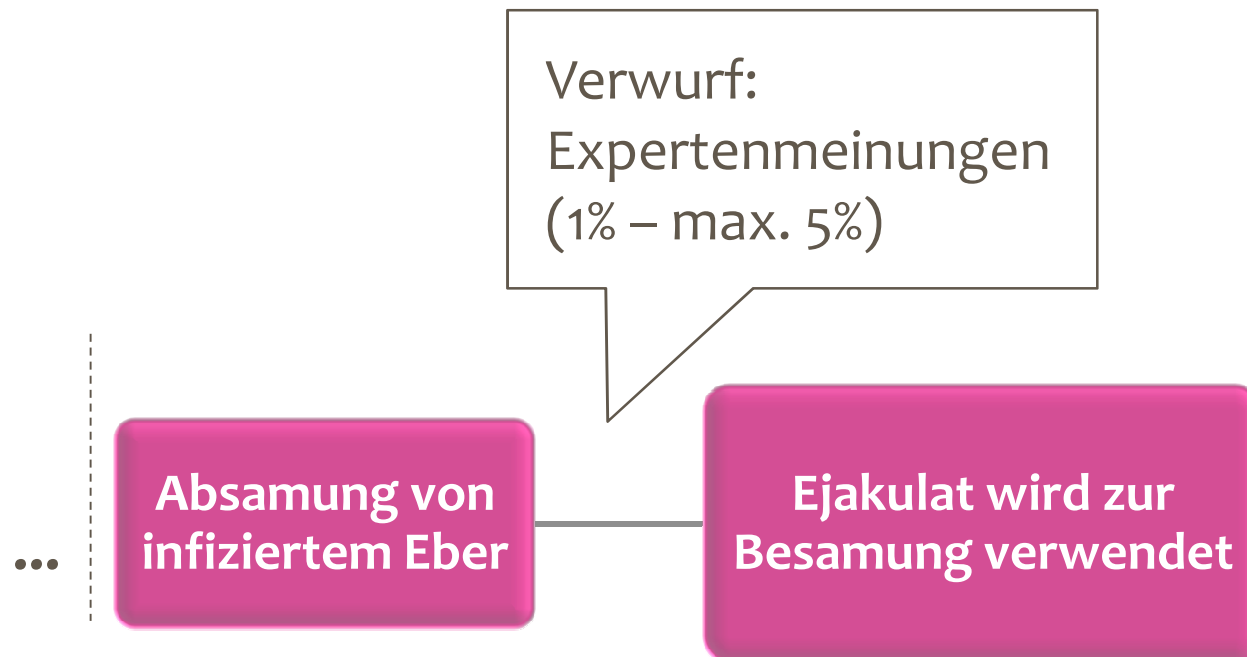 Verwurf:
Expertenmeinungen
(1% – max. 5%)
...
Absamung von
infiziertem Eber
Ejakulat wird zur
Besamung verwendet